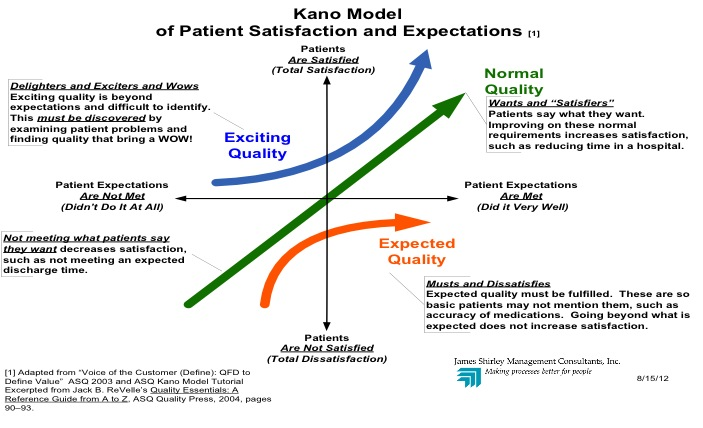 Kano Model
of Patient Satisfaction and Expectations [1]
Patients
Are Satisfied
(Total Satisfaction)
Delighters and Exciters and Wows
Exciting quality is beyond
expectations and difficult to identify.
This must be discovered by
examining patient problems and
finding quality that bring a WOW!
Exciting
Quality
Normal
Quality
Wants and “Satisfiers”
Patients say what they want.
Improving on these normal
requirements increases satisfaction,
such as reducing time in a hospital.
Patient Expectations
Are Not Met
(Didn’t Do It At All)
Patient Expectations
Are Met
(Did it Very Well)
Not meeting what patients say
they want decreases satisfaction,
such as not meeting an expected
discharge time.
Expected
Quality
Musts and Dissatisfies
Expected quality must be fulfilled. These are so
basic patients may not mention them, such as
accuracy of medications. Going beyond what is
expected does not increase satisfaction.
Patients
Are Not Satisfied
(Total Dissatisfaction)
[1] Adapted from “Voice of the Customer (Define): QFD to
Define Value” ASQ 2003 and ASQ Kano Model Tutorial
Excerpted from Jack B. ReVelle’s Quality Essentials: A
Reference Guide from A to Z, ASQ Quality Press, 2004, pages
90–93.
James Shirley Management Consultants, Inc.
Making processes better for people
8/15/12